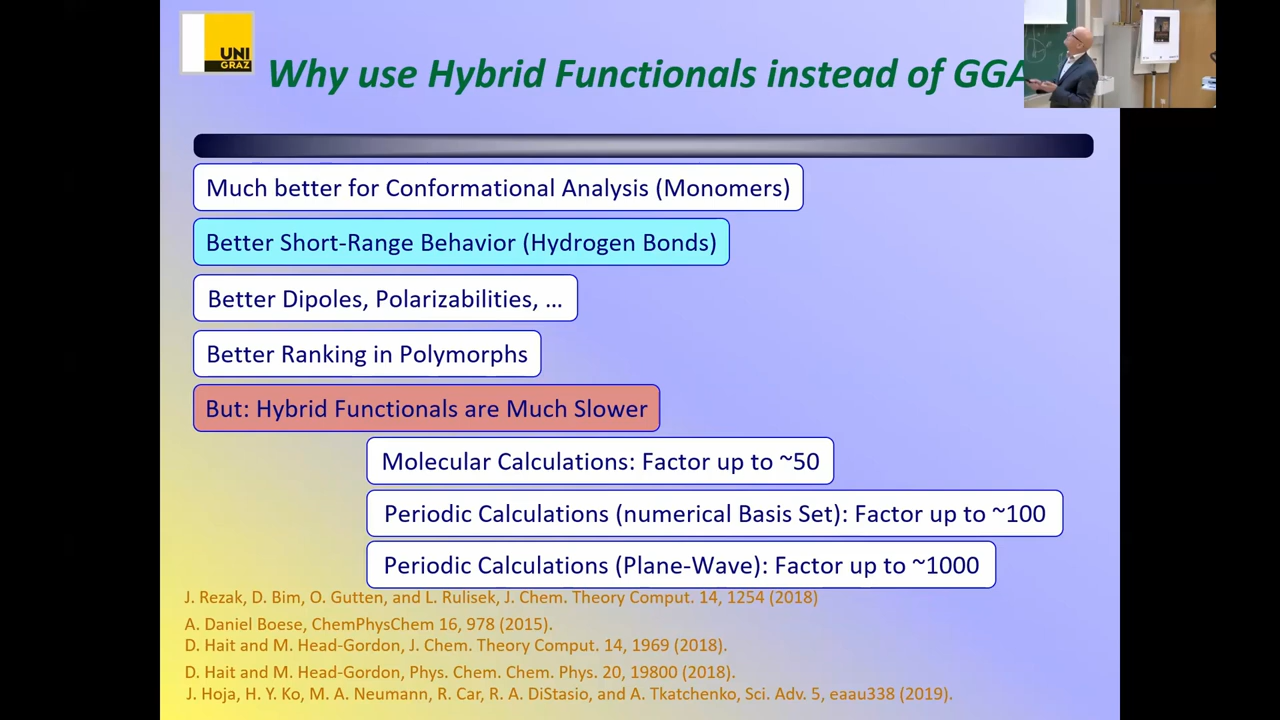 UNI
GRAZ
Why use Hybrid Functionals instead of GGA
Much better for Conformational Analysis (Monomers)
Better Short-Range Behavior (Hydrogen Bonds)
Better Dipoles, Polarizabilities, ...
Better Ranking in Polymorphs
But: Hybrid Functionals are Much Slower
Molecular Calculations: Factor up to ~50
Periodic Calculations (numerical Basis Set): Factor up to ~100
Periodic Calculations (Plane-Wave): Factor up to ~1000
J. Rezak, D. Bim, O. Gutten, and L. Rulisek, J. Chem. Theory Comput. 14, 1254 (2018)
A. Daniel Boese, ChemPhysChem 16, 978 (2015).
D. Hait and M. Head-Gordon, J. Chem. Theory Comput. 14, 1969 (2018).
D. Hait and M. Head-Gordon, Phys. Chem. Chem. Phys. 20, 19800 (2018).
J. Hoja, H. Y. Ko, M. A. Neumann, R. Car, R. A. DiStasio, and A. Tkatchenko, Sci. Adv. 5, eaau338 (2019).